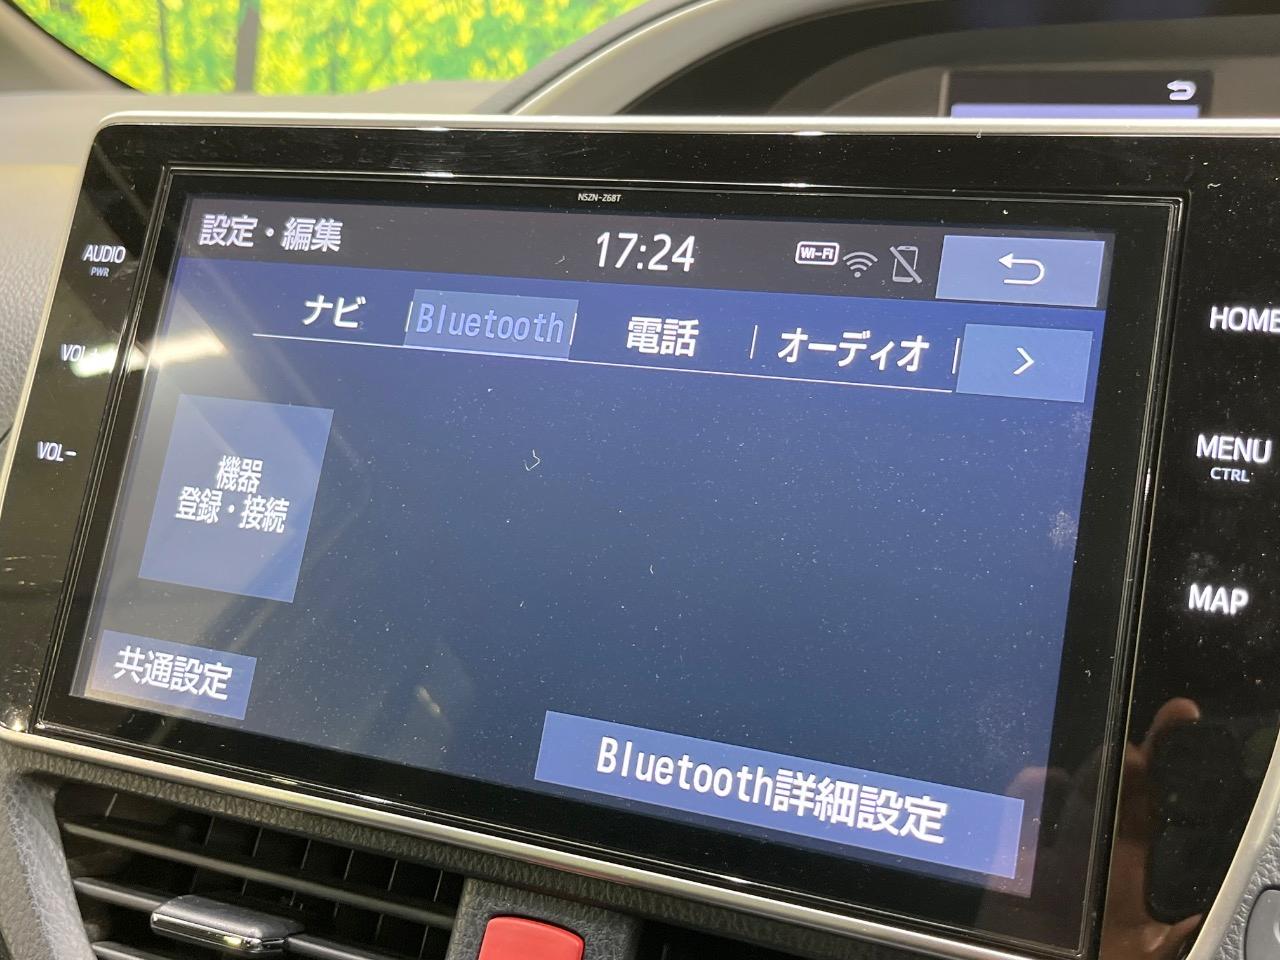 NSZN-Z68T
設定・編集
17:24
Wi-Fi
AUDIO
PWR
ナビ
Bluetooth
電話
オーディオ
HOME
VOL+
機器
登録・接続
VOL-
MENU
CTRL
MAP
共通設定
Bluetooth詳細設定